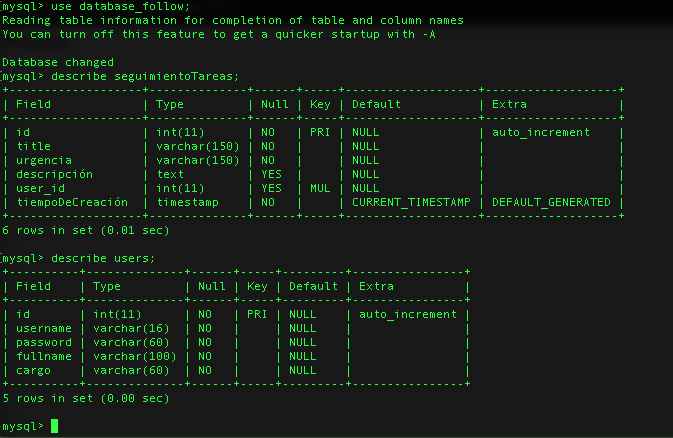 [mysql> use database_follow;
Reading table information for completion of table and column names
You can turn off this feature to get a quicker startup with -A

Database changed
[mysql> describe seguimientoTareas;
+------------------+--------------+------+-----+-------------------+-------------------+
| Field            | Type         | Null | Key | Default           | Extra             |
+------------------+--------------+------+-----+-------------------+-------------------+
| id               | int(11)      | NO   | PRI | NULL              | auto_increment    |
| title            | varchar(150) | NO   |     | NULL              |                   |
| urgencia         | varchar(150) | NO   |     | NULL              |                   |
| descripción      | text         | YES  |     | NULL              |                   |
| user_id          | int(11)      | YES  | MUL | NULL              |                   |
| tiempoDeCreación | timestamp    | NO   |     | CURRENT_TIMESTAMP | DEFAULT_GENERATED |
+------------------+--------------+------+-----+-------------------+-------------------+
6 rows in set (0.01 sec)

[mysql> describe users;
+----------+--------------+------+-----+---------+----------------+
| Field    | Type         | Null | Key | Default | Extra          |
+----------+--------------+------+-----+---------+----------------+
| id       | int(11)      | NO   | PRI | NULL    | auto_increment |
| username | varchar(16)  | NO   |     | NULL    |                |
| password | varchar(60)  | NO   |     | NULL    |                |
| fullname | varchar(100) | NO   |     | NULL    |                |
| cargo    | varchar(60)  | NO   |     | NULL    |                |
+----------+--------------+------+-----+---------+----------------+
5 rows in set (0.00 sec)

mysql>